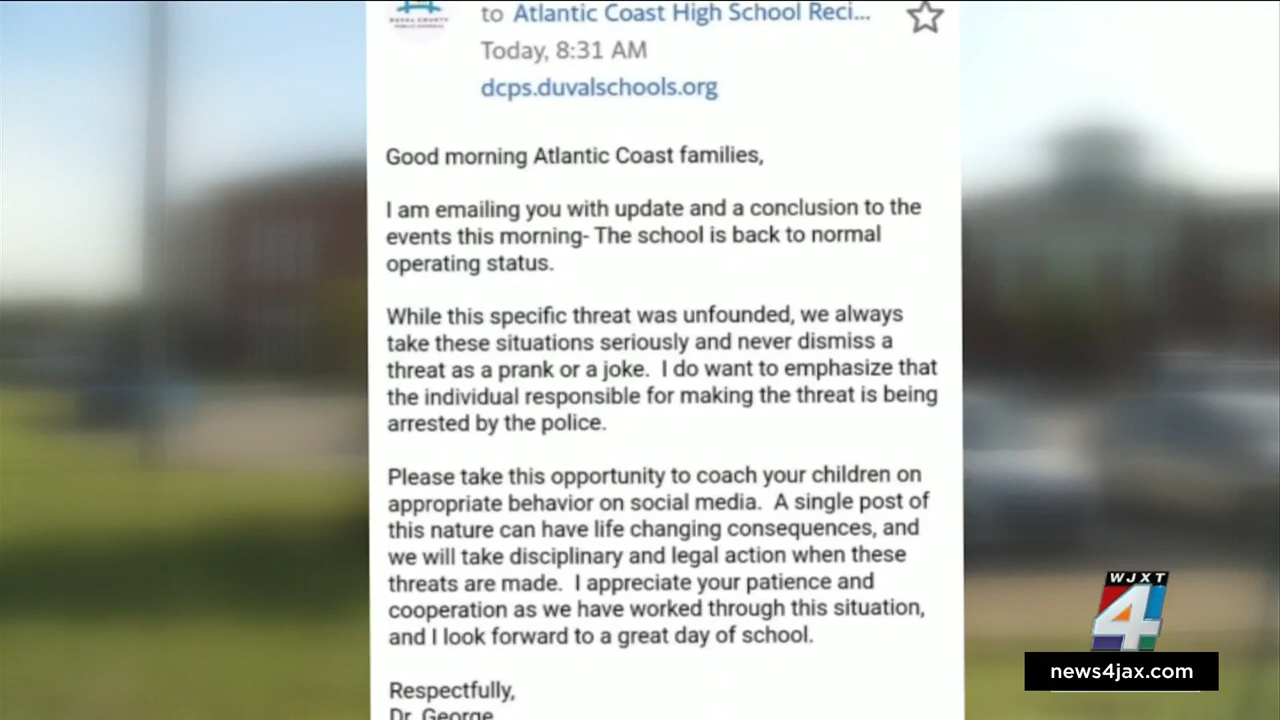 DUVAL COUNTY
PUBLIC SCHOOLS
to Atlantic Coast High School Reci...
Today, 8:31 AM
dcps.duvalschools.org
Good morning Atlantic Coast families,
I am emailing you with update and a conclusion to the
events this morning- The school is back to normal
operating status.
While this specific threat was unfounded, we always
take these situations seriously and never dismiss a
threat as a prank or a joke.  I do want to emphasize that
the individual responsible for making the threat is being
arrested by the police.
Please take this opportunity to coach your children on
appropriate behavior on social media.  A single post of
this nature can have life changing consequences, and
we will take disciplinary and legal action when these
threats are made.  I appreciate your patience and
cooperation as we have worked through this situation,
and I look forward to a great day of school.
Respectfully,
Dr. George
WJXT
4
news4jax.com